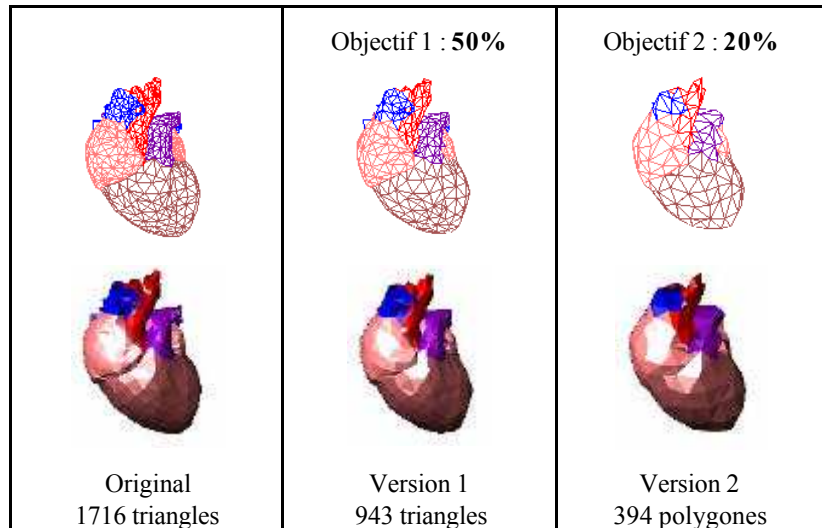 Objectif 1 : 50%
Objectif 2 : 20%
Original
1716 triangles
Version 1
943 triangles
Version 2
394 polygones